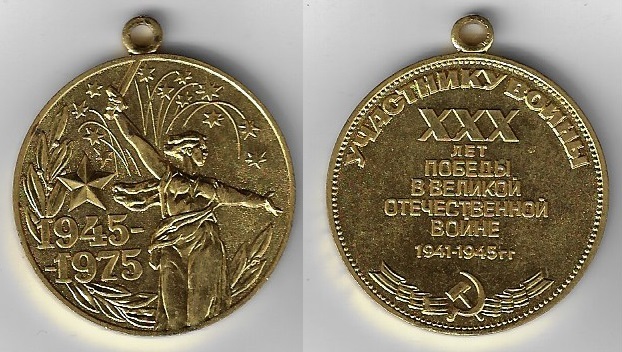 1945-
-1975
УЧАСТНИКУ ВОЙНЫ
XXX
ЛЕТ
ПОБЕДЫ
В ВЕЛИКОЙ
ОТЕЧЕСТВЕННОЙ
ВОЙНЕ
1941-1945гг